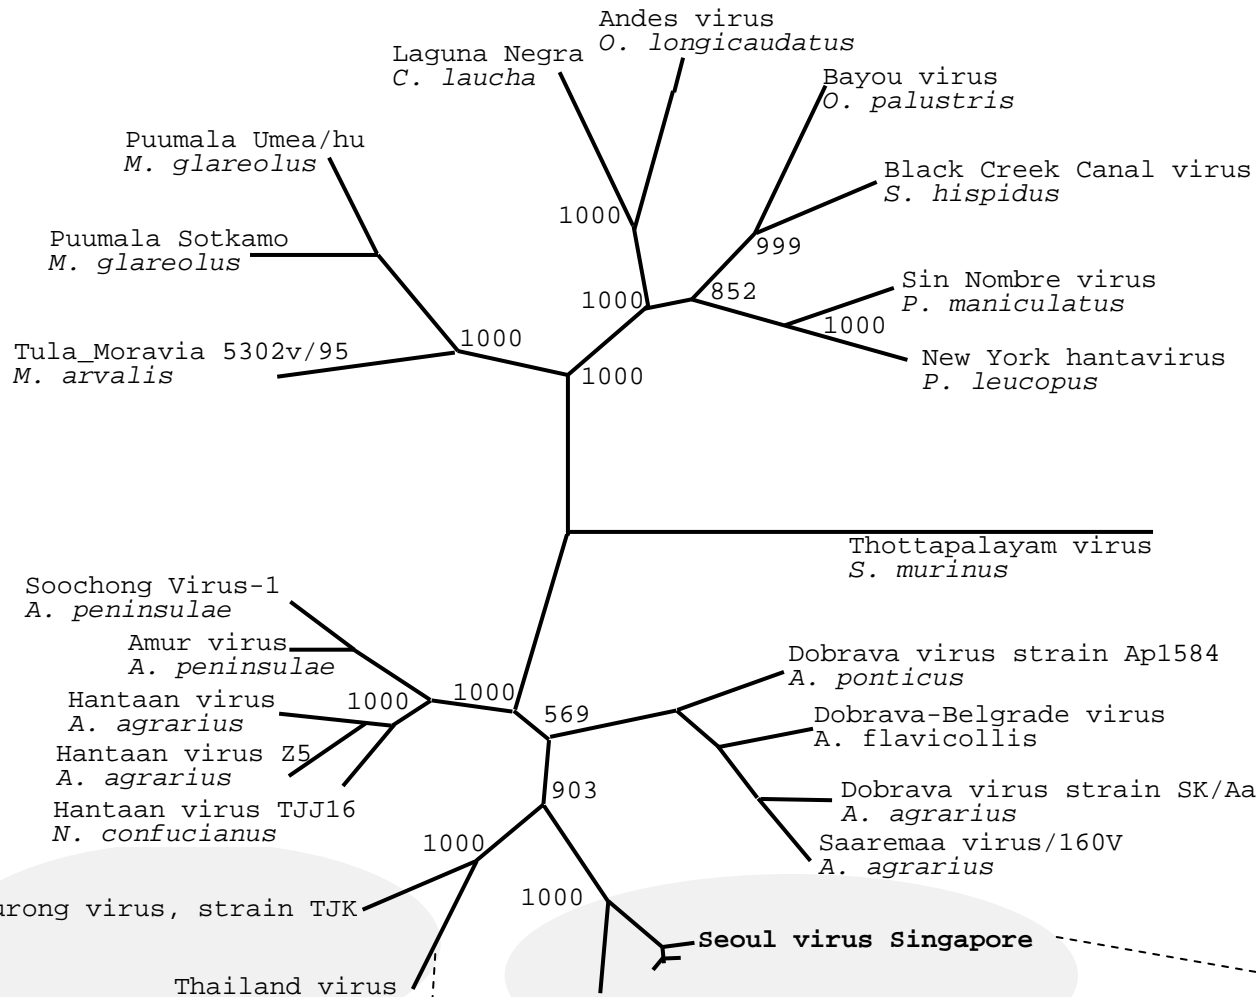 Andes virus
O. longicaudatus
Laguna Negra
C. laucha
Bayou virus
O. palustris
Puumala Umea/hu
M. glareolus
Black Creek Canal virus
S. hispidus
1000
Puumala Sotkamo
M. glareolus
999
Sin Nombre virus
P. maniculatus
852
1000
1000
1000
Tula_Moravia 5302v/95
M. arvalis
New York hantavirus
P. leucopus
1000
Thottapalayam virus
S. murinus
Soochong Virus-1
A. peninsulae
Amur virus
A. peninsulae
Dobrava virus strain Ap1584
A. ponticus
1000
1000
569
Hantaan virus
A. agrarius
Dobrava-Belgrade virus
A. flavicollis
Hantaan virus Z5
A. agrarius
903
Dobrava virus strain SK/Aa
A. agrarius
Hantaan virus TJJ16
N. confucianus
Saaremaa virus/160V
A. agrarius
1000
1000
urong virus, strain TJK
Seoul virus Singapore
Thailand virus